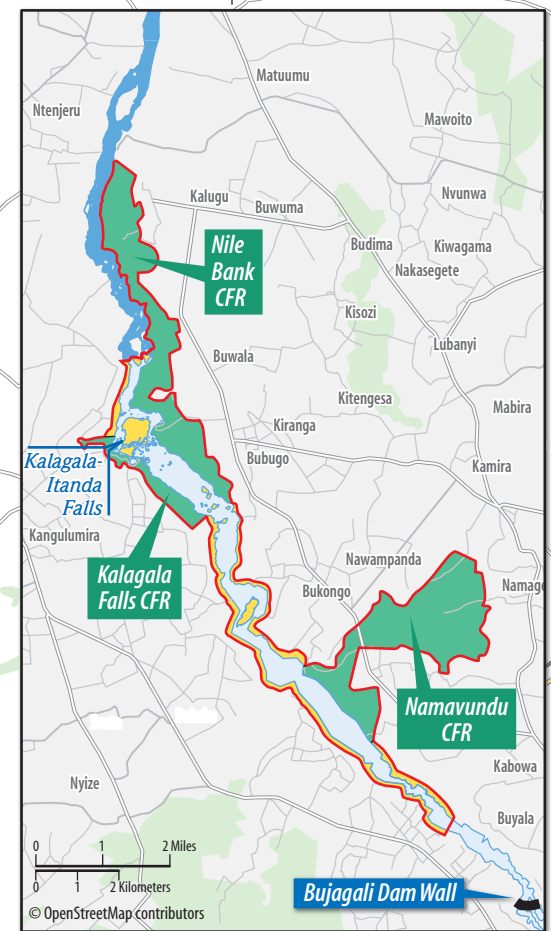 Matuumu
Ntenjeru
Mawoito
Kalugu
Buwuma
Nvunwa
Nile
Bank
CFR
Budima
Kiwagama
Nakasegete
Kisozi
Lubanyi
Buwala
Kitengesa
Mabira
Kiranga
Bubugo
Kamira
Kalagala-
Itanda
Falls
Kangulumira
Nawampanda
Kalagala
Falls CFR
Bukongo
Namage
Namavundu
CFR
Kabowa
Nyize
Buyala
0 1 2 Miles
0 1 2 Kilometers
Bujagali Dam Wall
© OpenStreetMap contributors